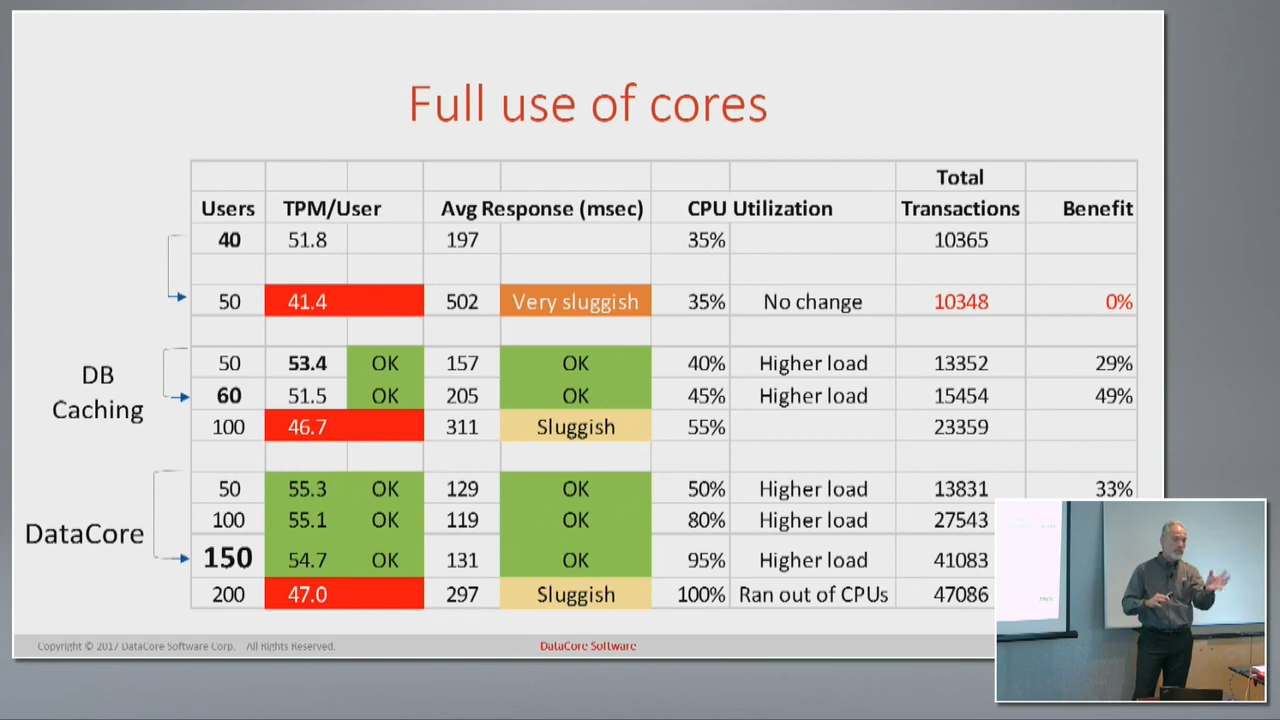 Full use of cores
Total
Users TPM/User Avg Response (msec) CPU Utilization Transactions Benefit
40 51.8 197 35% 10365
50 41.4 502 Very sluggish 35% No change 10348 0%
DB
Caching
50 53.4 OK 157 OK 40% Higher load 13352 29%
60 51.5 OK 205 OK 45% Higher load 15454 49%
100 46.7 311 Sluggish 55% 23359
DataCore
50 55.3 OK 129 OK 50% Higher load 13831 33%
100 55.1 OK 119 OK 80% Higher load 27543
150 54.7 OK 131 OK 95% Higher load 41083
200 47.0 297 Sluggish 100% Ran out of CPUs 47086
Copyright © 2017 DataCore Software Corp. All Rights Reserved. DataCore Software